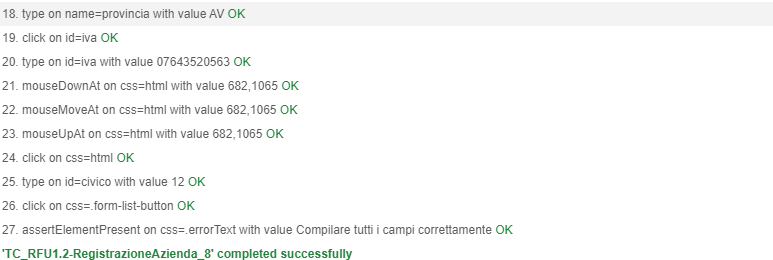 18. type on name=provincia with value AV OK
19. click on id=iva OK
20. type on id=iva with value 07643520563 OK
21. mouseDownAt on css=html with value 682,1065 OK
22. mouseMoveAt on css=html with value 682,1065 OK
23. mouseUpAt on css=html with value 682,1065 OK
24. click on css=html OK
25. type on id=civico with value 12 OK
26. click on css=.form-list-button OK
27. assertElementPresent on css=.errorText with value Compilare tutti i campi correttamente OK
'TC_RFU1.2-RegistrazioneAzienda_8' completed successfully